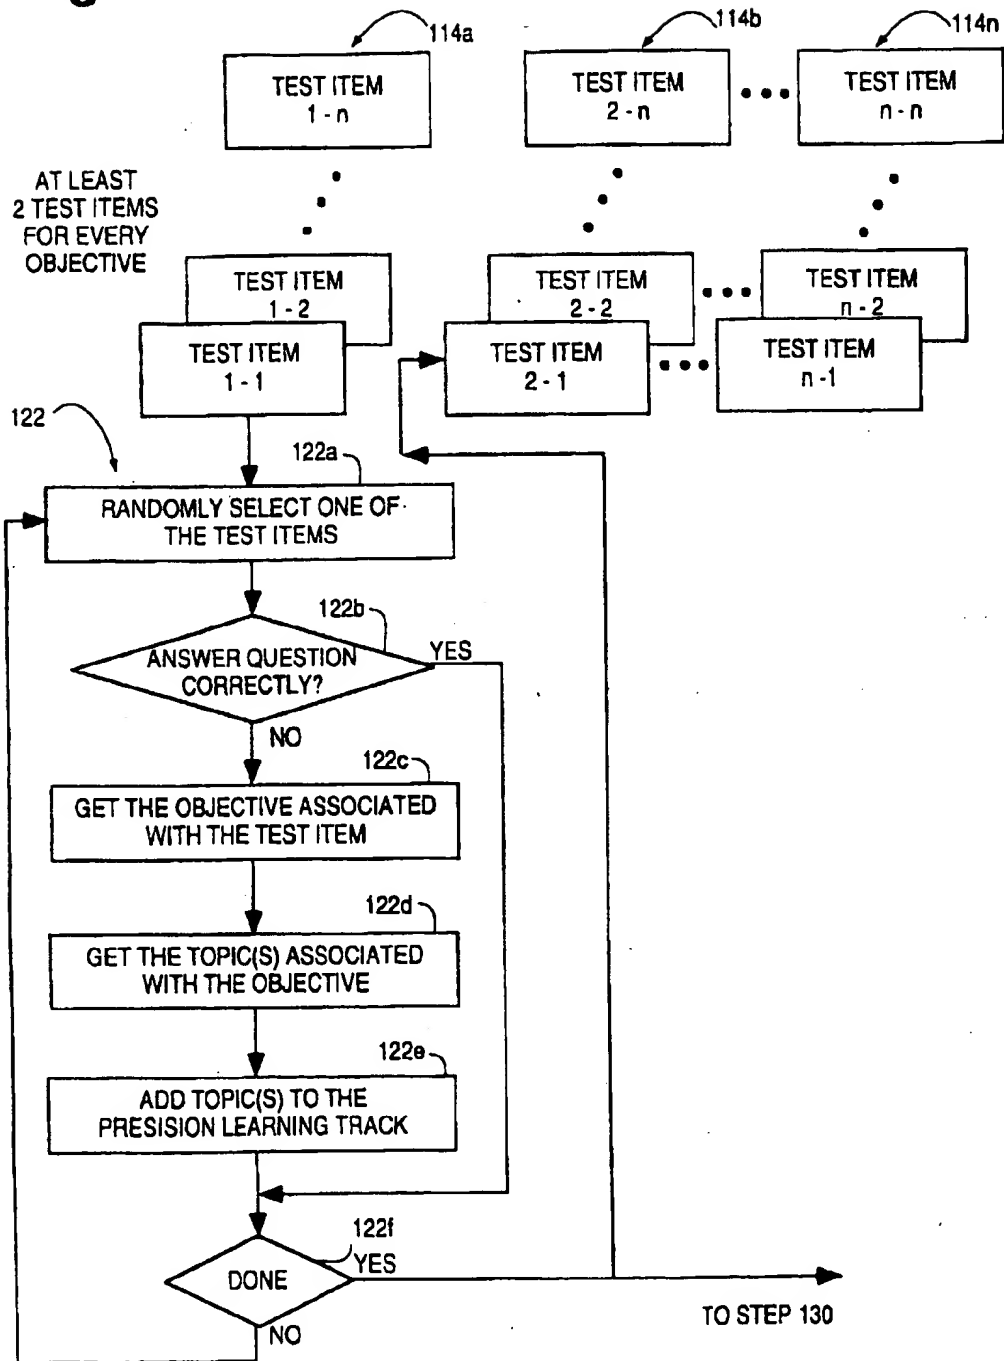 114a
114b
114n
TEST ITEM
1 - n
TEST ITEM
2 - n
TEST ITEM
n - n
AT LEAST
2 TEST ITEMS
FOR EVERY
OBJECTIVE
TEST ITEM
1 - 2
TEST ITEM
2 - 2
TEST ITEM
n - 2
TEST ITEM
1 - 1
TEST ITEM
2 - 1
TEST ITEM
n - 1
122
122a
RANDOMLY SELECT ONE OF
THE TEST ITEMS
122b
ANSWER QUESTION
CORRECTLY?
YES
NO
122c
GET THE OBJECTIVE ASSOCIATED
WITH THE TEST ITEM
122d
GET THE TOPIC(S) ASSOCIATED
WITH THE OBJECTIVE
122e
ADD TOPIC(S) TO THE
PRESISION LEARNING TRACK
122f
DONE
YES
NO
TO STEP 130